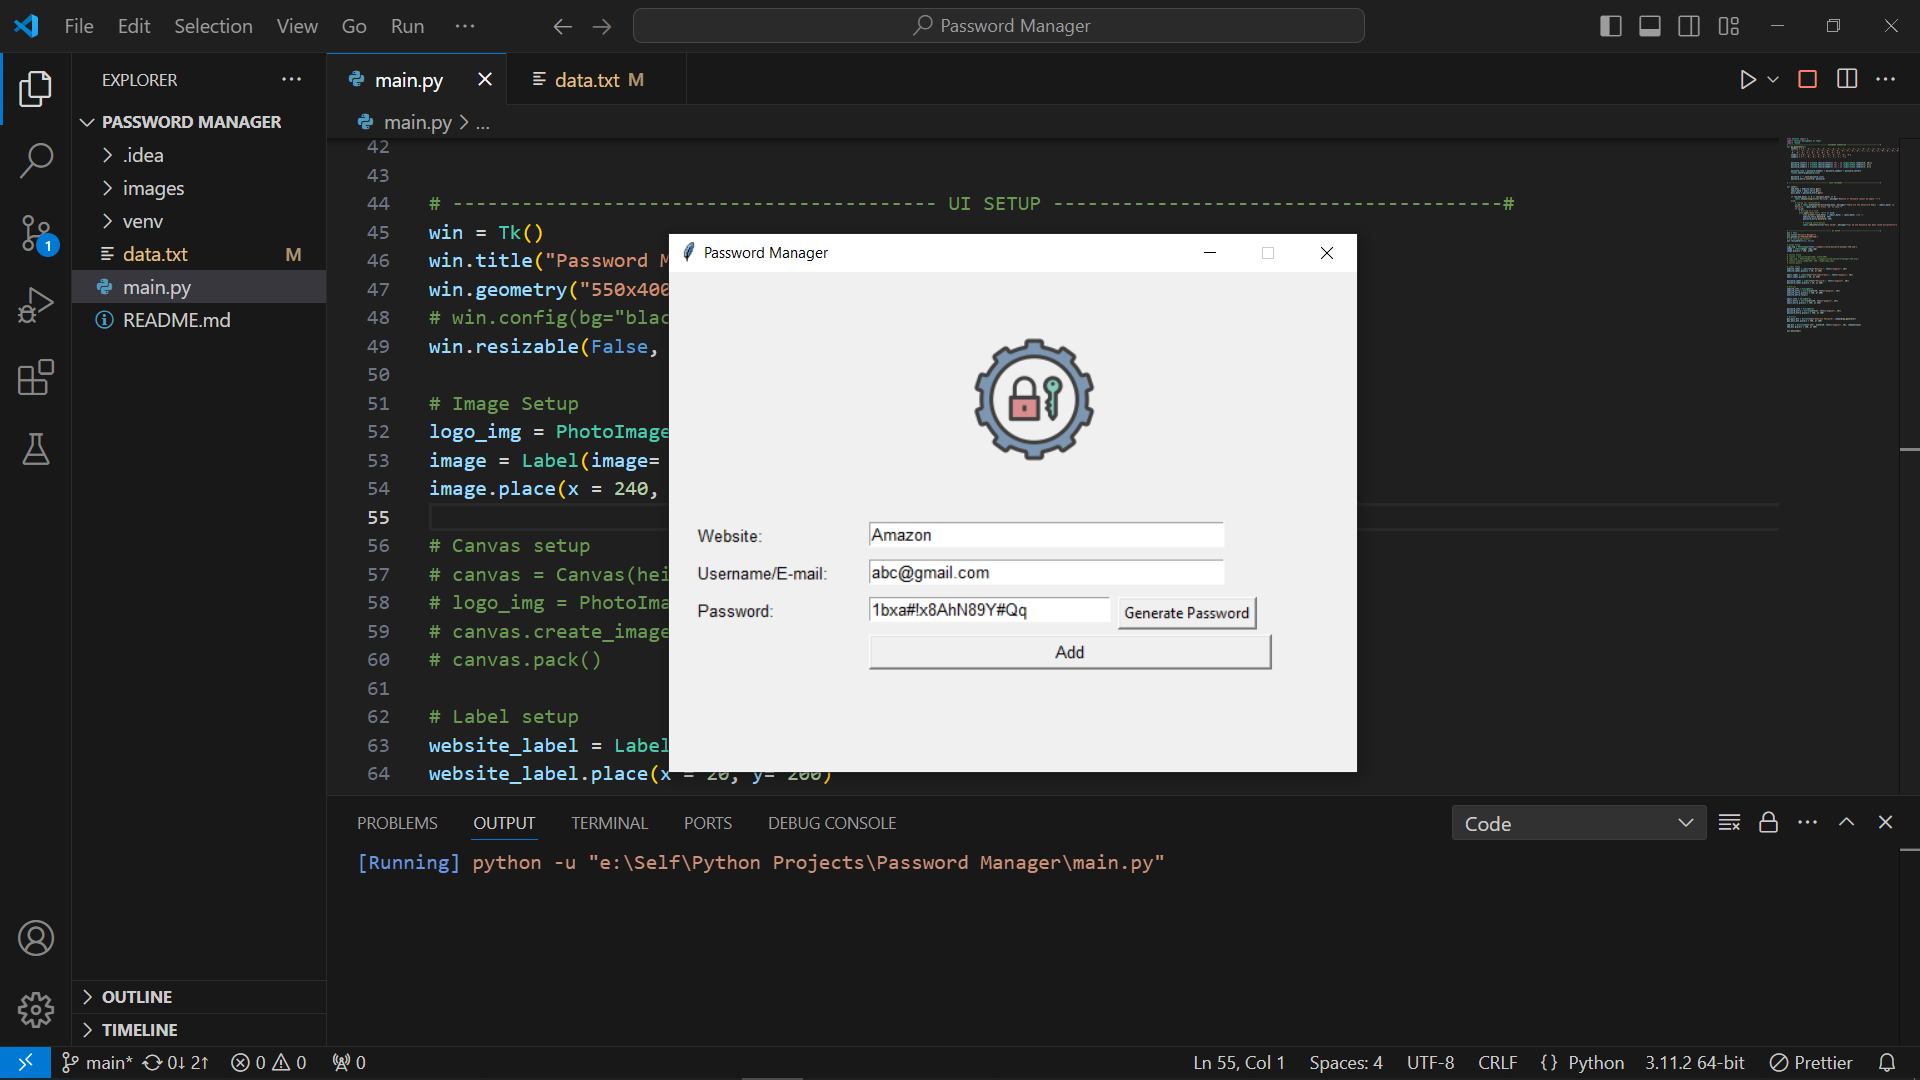 File Edit Selection View Go Run ··· Password Manager
EXPLORER ···
PASSWORD MANAGER
.idea
images
venv
data.txt M
main.py
README.md
OUTLINE
TIMELINE
main.py data.txt M
main.py > ...
42
43
44 # ------------------------------------------ UI SETUP ---------------------------------------#
45 win = Tk()
46 win.title("Password M
47 win.geometry("550x400
48 # win.config(bg="blac
49 win.resizable(False,
50
51 # Image Setup
52 logo_img = PhotoImage
53 image = Label(image=
54 image.place(x = 240,
55
56 # Canvas setup
57 # canvas = Canvas(hei
58 # logo_img = PhotoIma
59 # canvas.create_image
60 # canvas.pack()
61
62 # Label setup
63 website_label = Label
64 website_label.place(x = 20, y= 200)
Password Manager
Website: Amazon
Username/E-mail: abc@gmail.com
Password: 1bxa#!x8AhN89Y#Qq Generate Password
Add
PROBLEMS OUTPUT TERMINAL PORTS DEBUG CONSOLE Code
[Running] python -u "e:\Self\Python Projects\Password Manager\main.py"
1
main* 0↓ 2↑ 0 0 0 Ln 55, Col 1 Spaces: 4 UTF-8 CRLF {} Python 3.11.2 64-bit Prettier